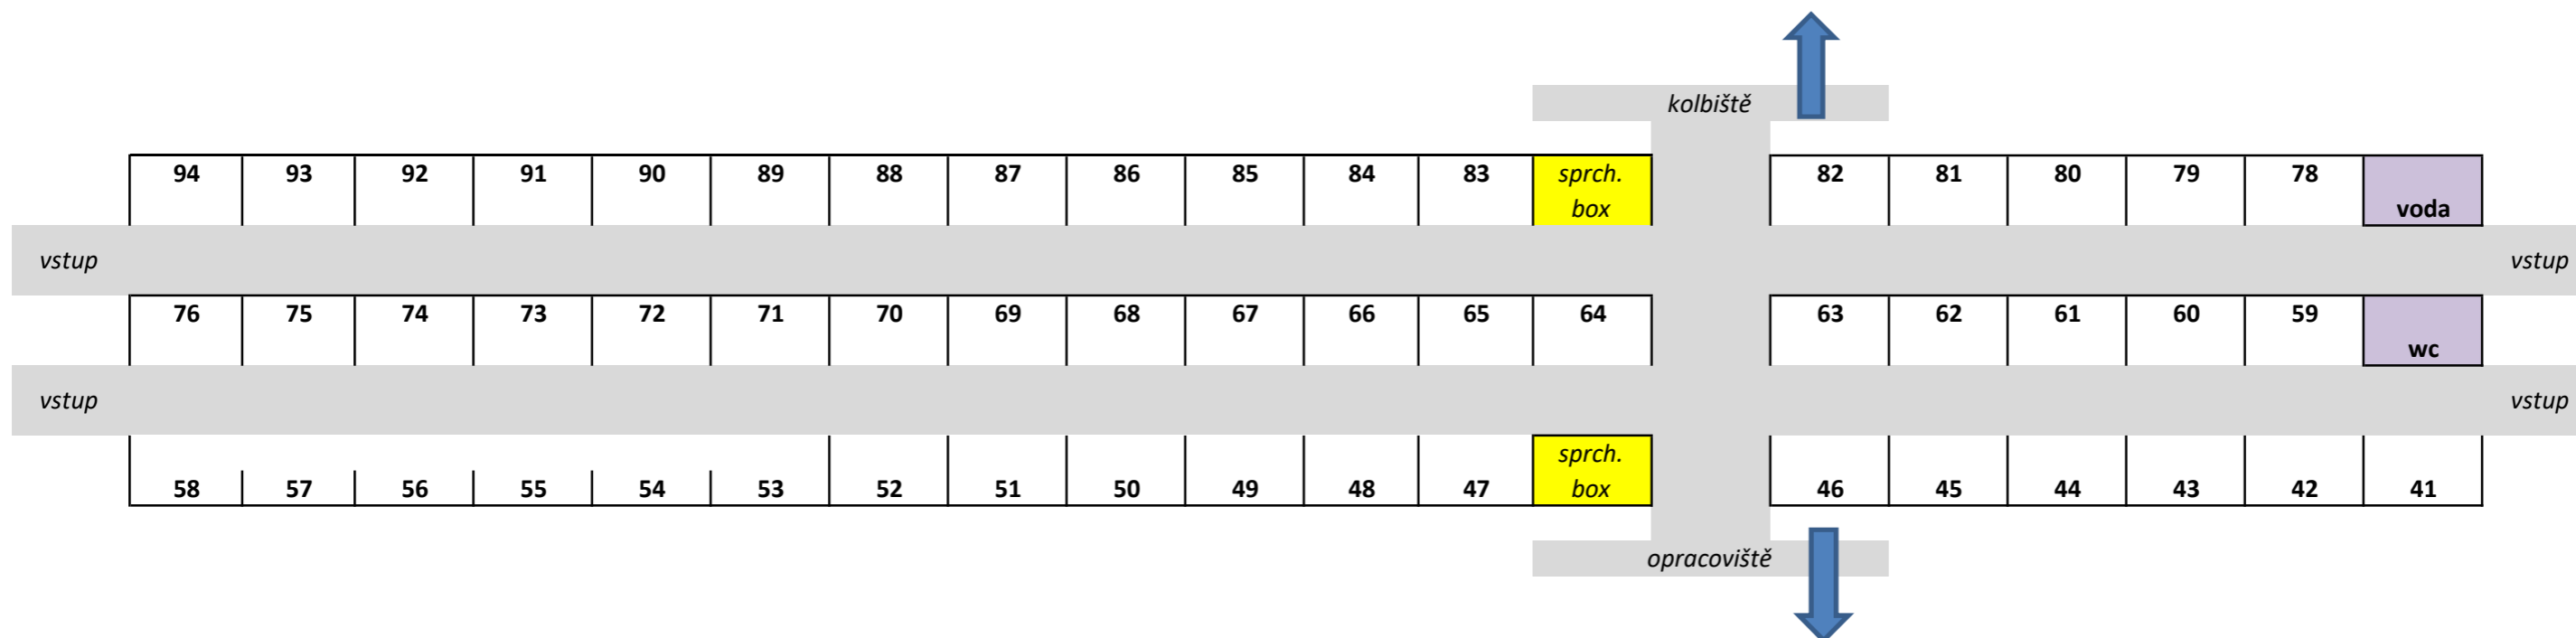 kolbiště
94 93 92 91 90 89 88 87 86 85 84 83 sprch. 82 81 80 79 78
box voda
vstup vstup
76 75 74 73 72 71 70 69 68 67 66 65 64 63 62 61 60 59
wc
vstup vstup
sprch.
58 57 56 55 54 53 52 51 50 49 48 47 box 46 45 44 43 42 41
opracoviště